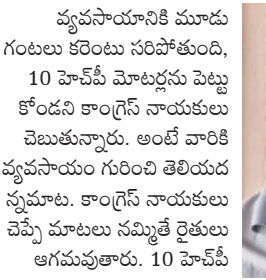 వ్యవసాయానికి మూడు
గంటలు కరెంటు సరిపోతుంది,
10 హెచ్‌పీ మోటర్లను పెట్టు
కోండని కాంగ్రెస్ నాయకులు
చెబుతున్నారు. అంటే వారికి
వ్యవసాయం గురించి తెలియద
న్నమాట. కాంగ్రెస్ నాయకులు
చెప్పే మాటలు నమ్మితే రైతులు
ఆగమవుతారు. 10 హెచ్‌పీ